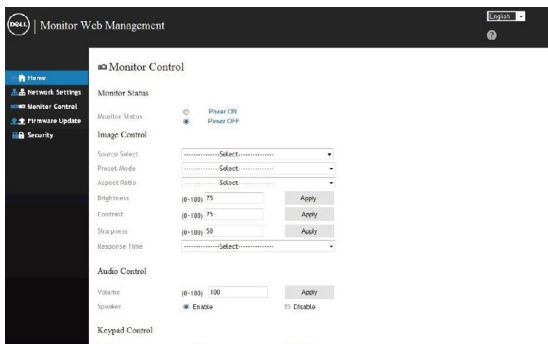 DELL | Monitor Web Management
English
?
Home
Network Settings
Monitor Control
Firmware Update
Security
Monitor Control
Monitor Status
Monitor Status
Power ON
Power OFF
Image Control
Source Select ---------------Select---------------
Preset Mode ---------------Select---------------
Aspect Ratio ---------------Select---------------
Brightness (0~100) 75 Apply
Contrast (0~100) 75 Apply
Sharpness (0~100) 50 Apply
Response Time ---------------Select---------------
Audio Control
Volume (0~100) 100 Apply
Speaker Enable Disable
Keypad Control